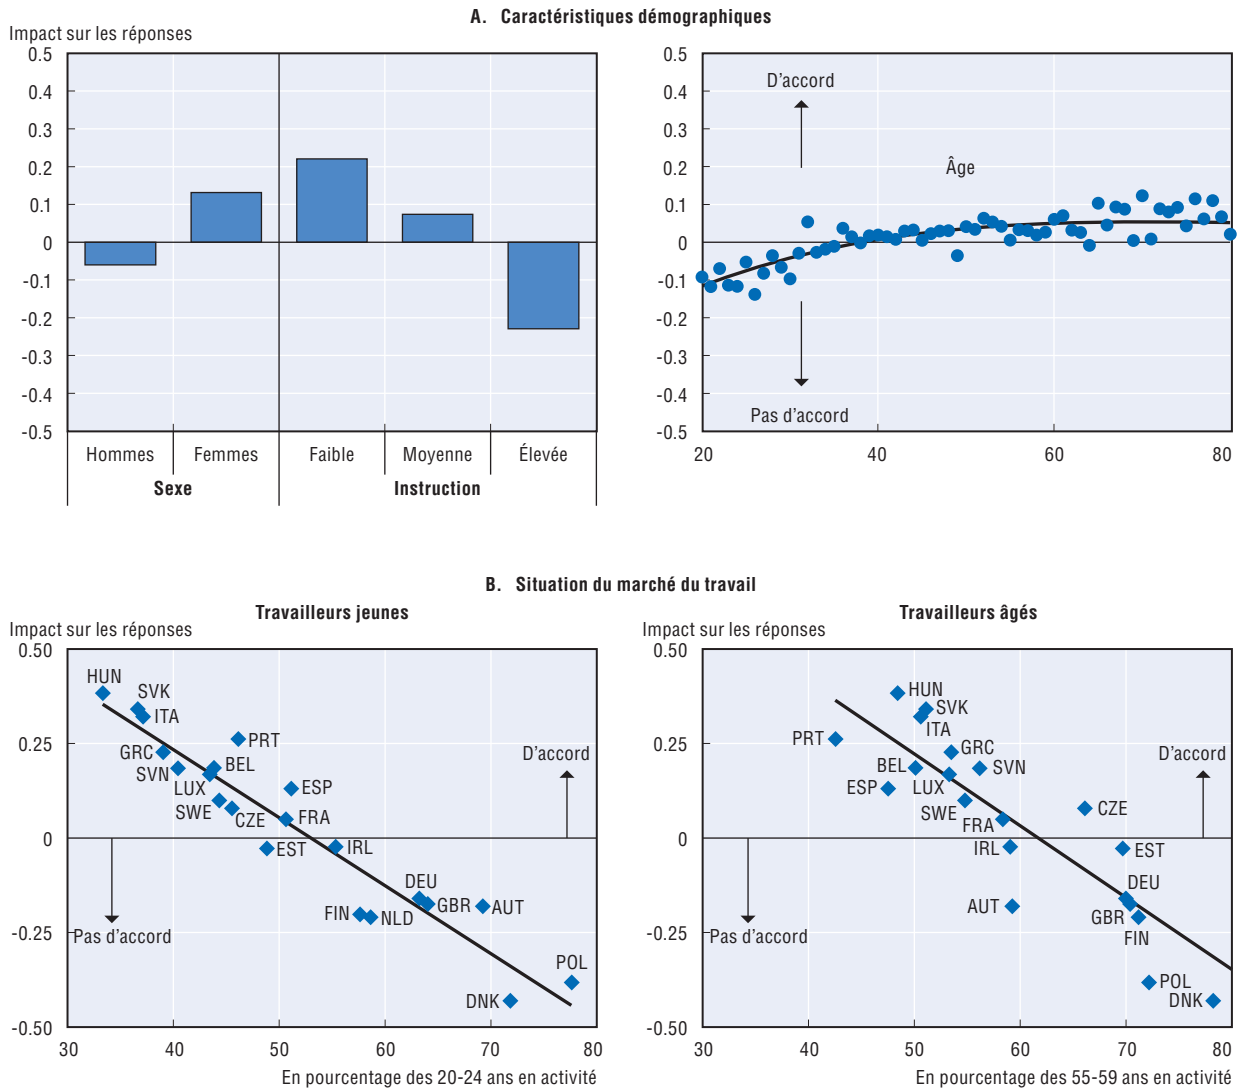 A. Caractéristiques démographiques
Impact sur les réponses
0.5
0.4
0.3
0.2
0.1
0
-0.1
-0.2
-0.3
-0.4
-0.5
Hommes Femmes Faible Moyenne Élevée
Sexe Instruction
0.5
0.4
0.3
0.2
0.1
0
-0.1
-0.2
-0.3
-0.4
-0.5
D'accord
Âge
Pas d'accord
20 40 60 80
B. Situation du marché du travail
Travailleurs jeunes
Impact sur les réponses
0.50
0.25
0
-0.25
-0.50
HUN
SVK
ITA
PRT
GRC
BEL
SVN
LUX
ESP
SWE
CZE
FRA
EST
IRL
DEU
GBR
AUT
FIN
NLD
POL
DNK
D'accord
Pas d'accord
30 40 50 60 70 80
En pourcentage des 20-24 ans en activité
Travailleurs âgés
Impact sur les réponses
0.50
0.25
0
-0.25
-0.50
HUN
SVK
ITA
PRT
GRC
BEL
SVN
ESP
LUX
SWE
CZE
FRA
IRL
EST
DEU
AUT
GBR
FIN
POL
DNK
D'accord
Pas d'accord
30 40 50 60 70 80
En pourcentage des 55-59 ans en activité